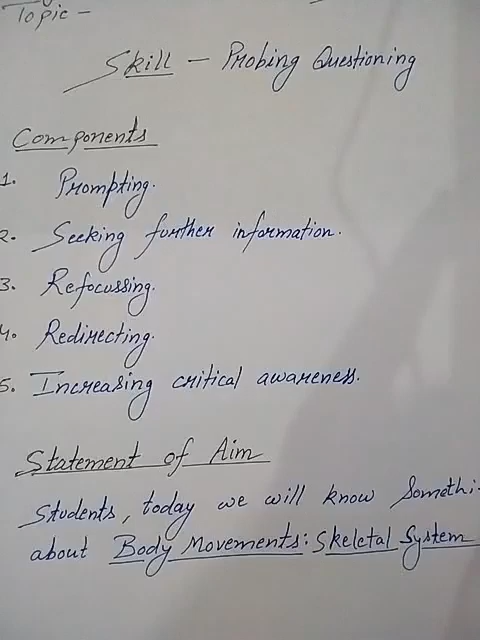 Topic -
Skill - Probing Questioning
Components
1. Prompting.
2. Seeking further information.
3. Refocussing.
4. Redirecting.
5. Increasing critical awareness.
Statement of Aim
Students, today we will know Somethi
about Body Movements: Skeletal System